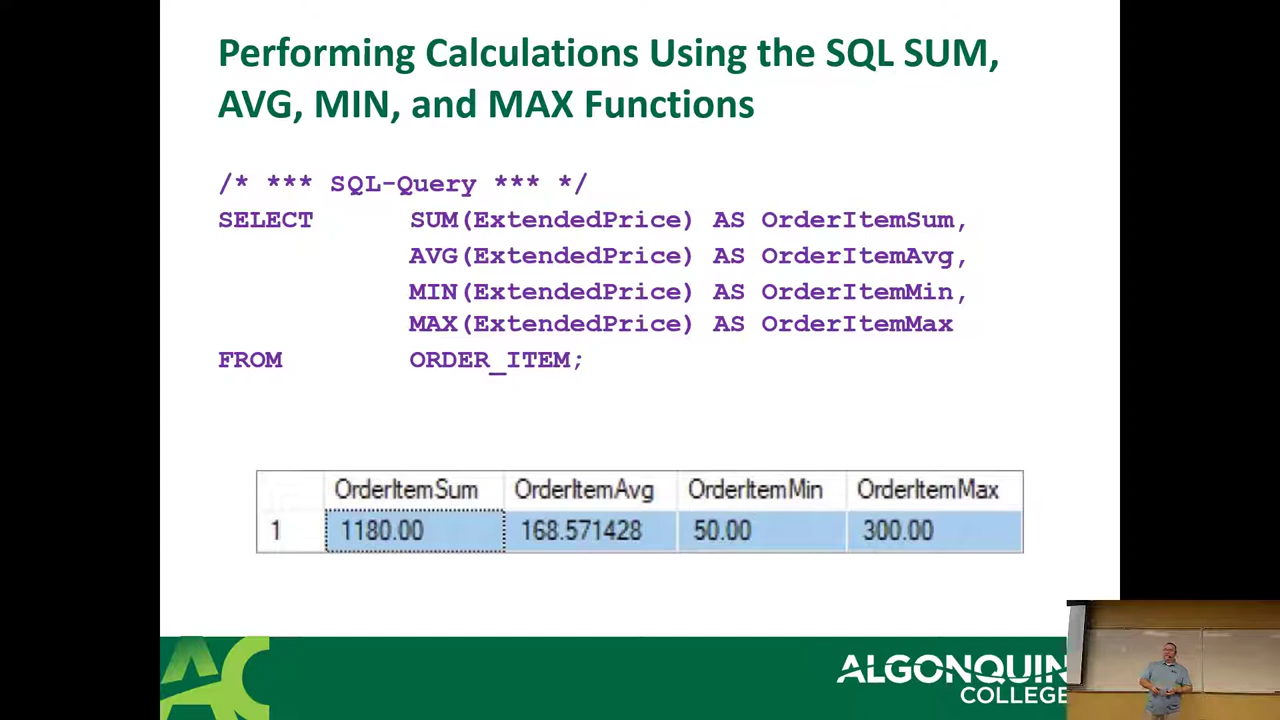 Performing Calculations Using the SQL SUM,
AVG, MIN, and MAX Functions
/* *** SQL-Query *** */
SELECT SUM(ExtendedPrice) AS OrderItemSum,
AVG(ExtendedPrice) AS OrderItemAvg,
MIN(ExtendedPrice) AS OrderItemMin,
MAX(ExtendedPrice) AS OrderItemMax
FROM ORDER_ITEM;
OrderItemSum OrderItemAvg OrderItemMin OrderItemMax
1 1180.00 168.571428 50.00 300.00
AC
ALGONQUIN
COLLEGE